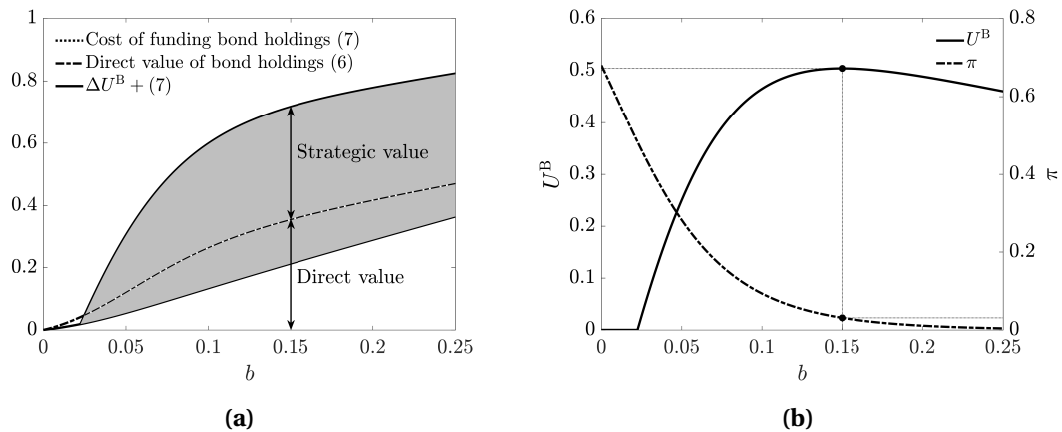 1
0.8
0.6
0.4
0.2
0
Cost of funding bond holdings (7)
Direct value of bond holdings (6)
ΔUᴮ + (7)
Strategic value
Direct value
0 0.05 0.1 0.15 0.2 0.25
b
(a)
0.6
0.5
0.4
0.3
0.2
0.1
0
Uᴮ
Uᴮ
π
0.8
0.6
0.4
0.2
0
π
0 0.05 0.1 0.15 0.2 0.25
b
(b)